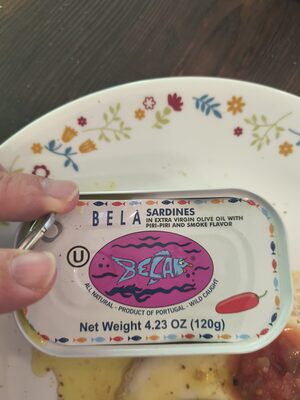 BELA SARDINES
IN EXTRA VIRGIN OLIVE OIL WITH
PIRI-PIRI AND SMOKE FLAVOR
U
BELA
ALL NATURAL - PRODUCT OF PORTUGAL - WILD CAUGHT
Net Weight 4.23 OZ (120g)